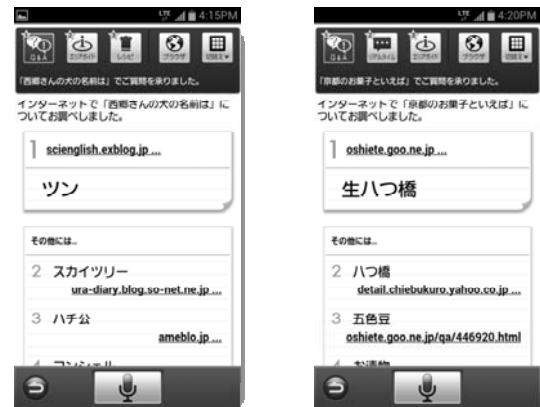 LTE 4:15PM
Q&A
ブラウザ
「西郷さんの犬の名前は」でご質問を承りました。
インターネットで「西郷さんの犬の名前は」に
ついてお調べしました。
1 scienglish.exblog.jp ...
ツン
その他には...
2 スカイツリー
ura-diary.blog.so-net.ne.jp ...
3 ハチ公
ameblo.jp ...
LTE 4:20PM
Q&A
ブラウザ
「京都のお菓子といえば」でご質問を承りました。
インターネットで「京都のお菓子といえば」に
ついてお調べしました。
1 oshiete.goo.ne.jp ...
生八つ橋
その他には...
2 八つ橋
detail.chiebukuro.yahoo.co.jp ...
3 五色豆
oshiete.goo.ne.jp/qa/446920.html